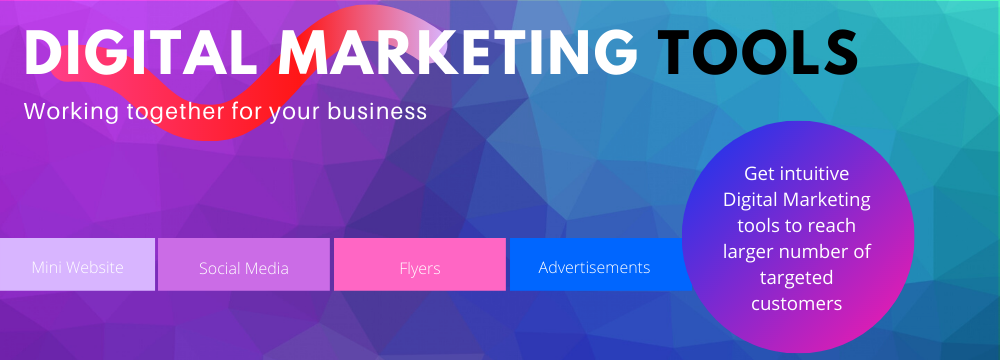 DIGITAL MARKETING TOOLS
Working together for your business
Get intuitive
Digital Marketing
tools to reach
larger number of
targeted
customers
Mini Website
Social Media
Flyers
Advertisements